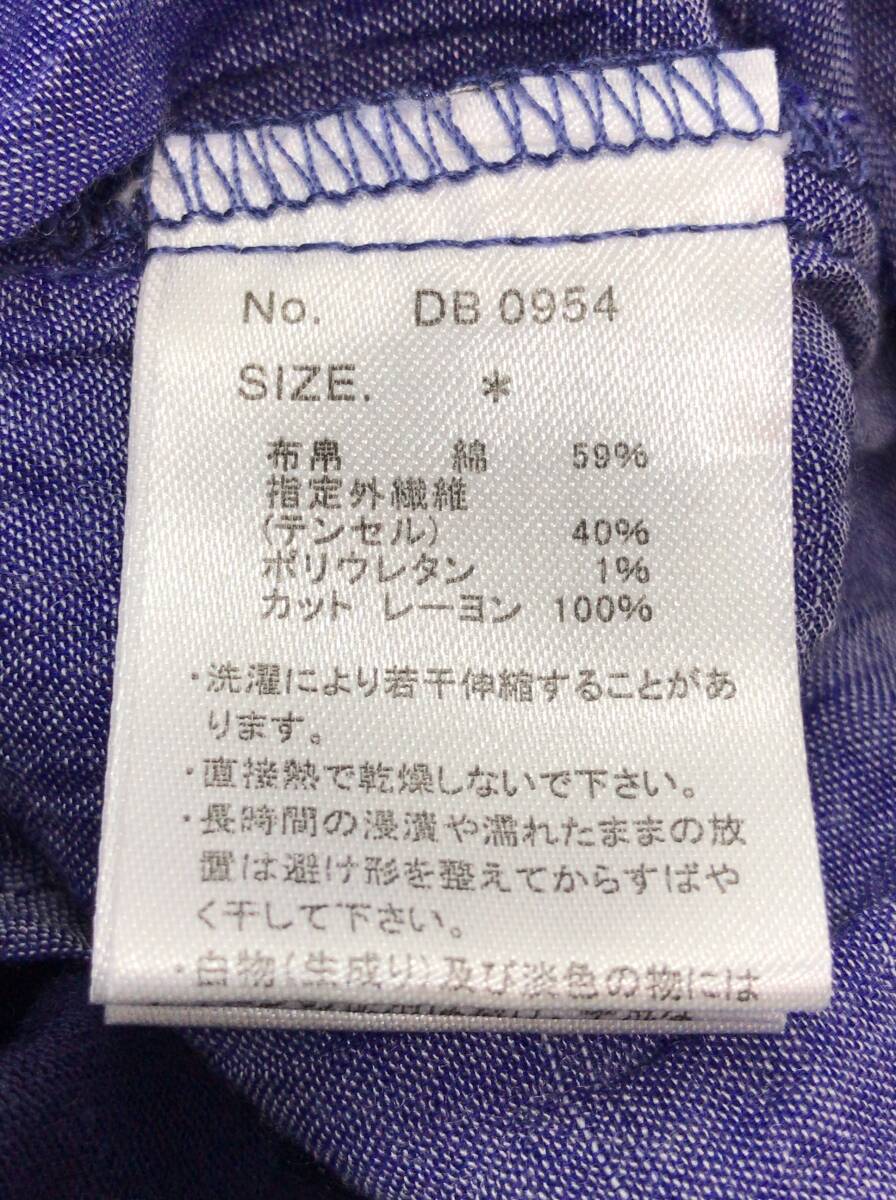 No. DB 0954
SIZE. *
布帛 綿 59%
指定外繊維
(テンセル) 40%
ポリウレタン 1%
カット レーヨン 100%
・洗濯により若干伸縮することがあ
ります。
・直接熱で乾燥しないで下さい。
・長時間の浸漬や濡れたままの放
置は避け形を整えてからすばや
く干して下さい。
・白物(生成り)及び淡色の物には